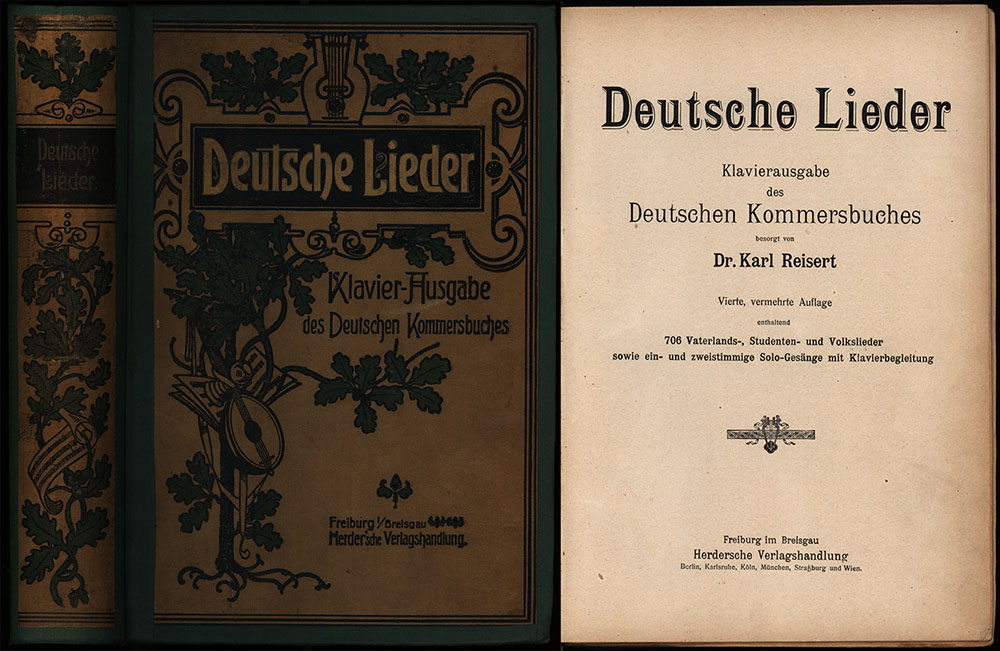 Deutsche
Lieder.
Deutsche Lieder
Klavier-Ausgabe
des Deutschen Kommersbuches
Freiburg i/Breisgau
Herder'sche Verlagshandlung.
Deutsche Lieder
Klavierausgabe
des
Deutschen Kommersbuches
besorgt von
Dr. Karl Reisert
Vierte, vermehrte Auflage
enthaltend
706 Vaterlands-, Studenten- und Volkslieder
sowie ein- und zweistimmige Solo-Gesänge mit Klavierbegleitung
Freiburg im Breisgau
Herdersche Verlagshandlung
Berlin, Karlsruhe, Köln, München, Straßburg und Wien.